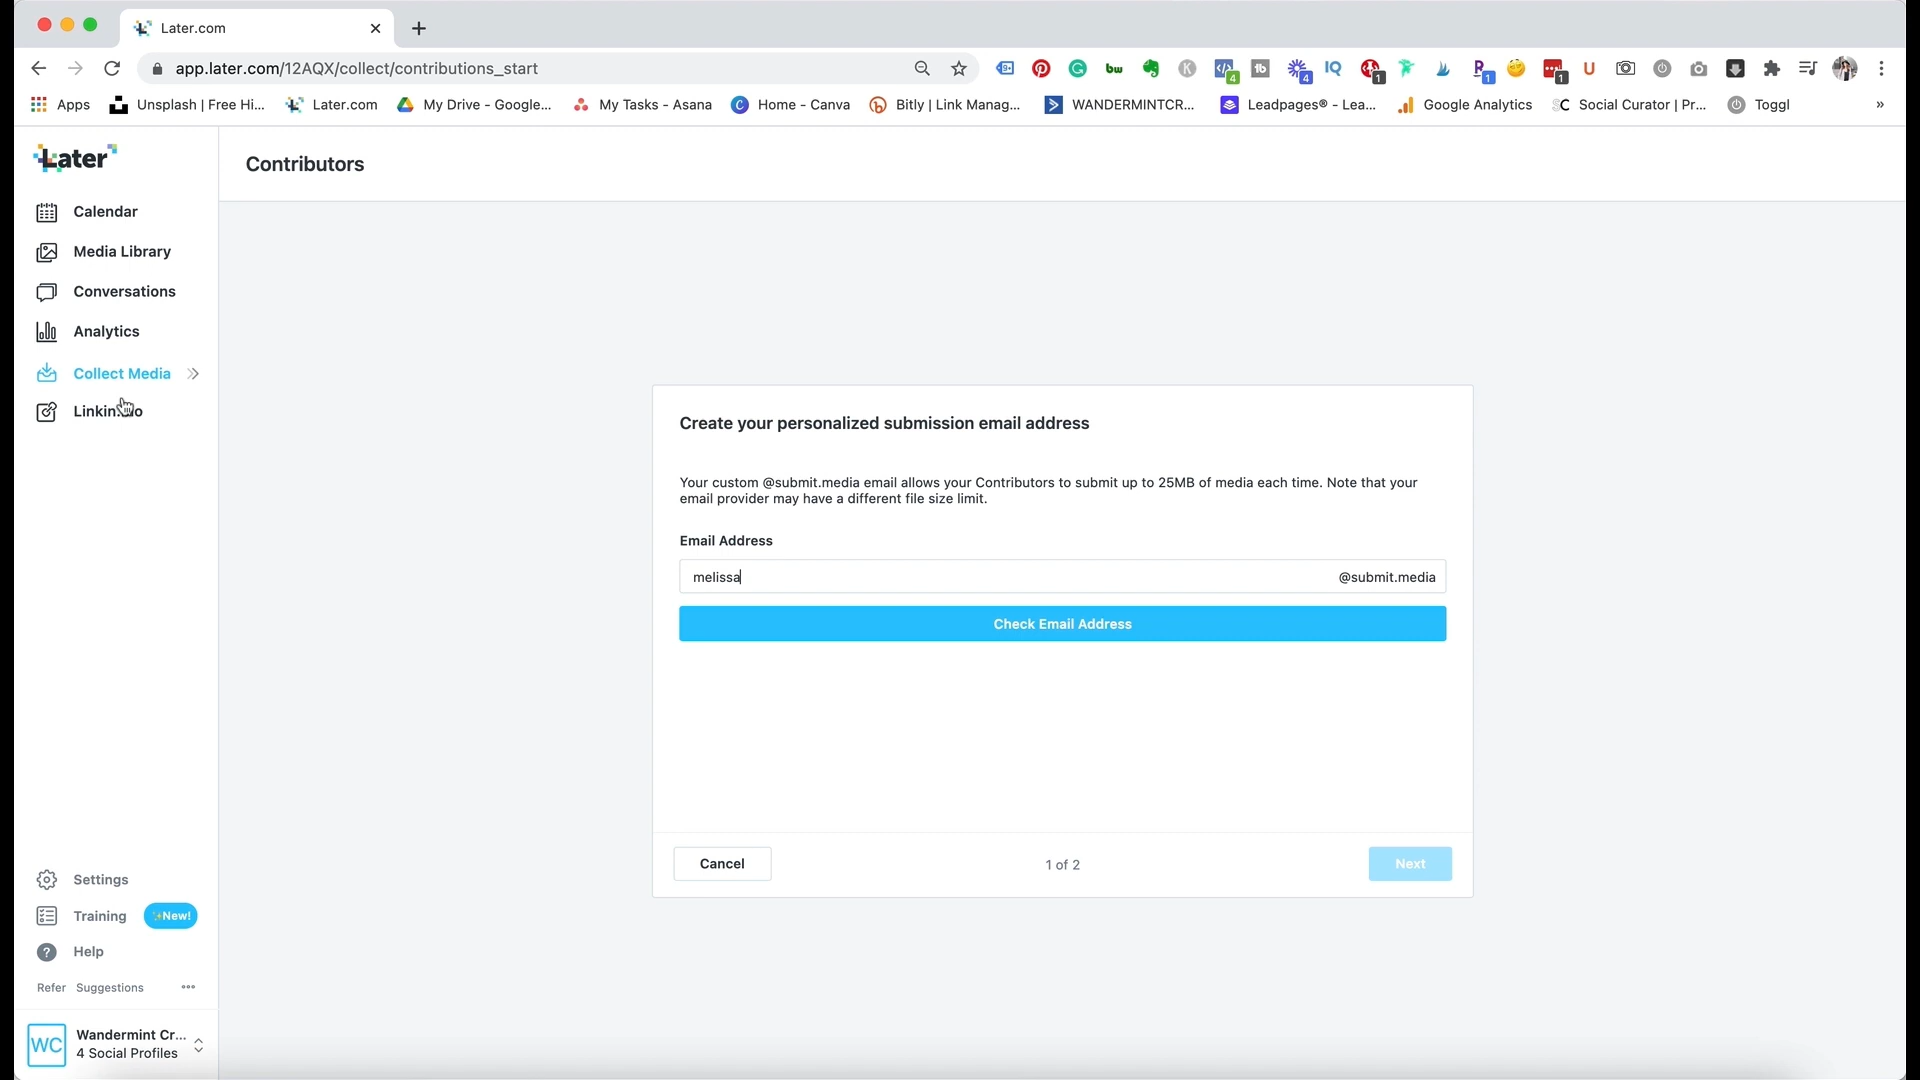 Later.com
app.later.com/12AQX/collect/contributions_start
Apps
Unsplash | Free Hi...
Later.com
My Drive - Google...
My Tasks - Asana
Home - Canva
Bitly | Link Manag...
WANDERMINTCR...
Leadpages® - Lea...
Google Analytics
Social Curator | Pr...
Toggl
Later
Calendar
Media Library
Conversations
Analytics
Collect Media
Settings
Training
New!
Help
Refer
Suggestions
WC
Wandermint Cr...
4 Social Profiles
Contributors
Create your personalized submission email address
Your custom @submit.media email allows your Contributors to submit up to 25MB of media each time. Note that your
email provider may have a different file size limit.
Email Address
melissa
@submit.media
Check Email Address
Cancel
1 of 2
Next